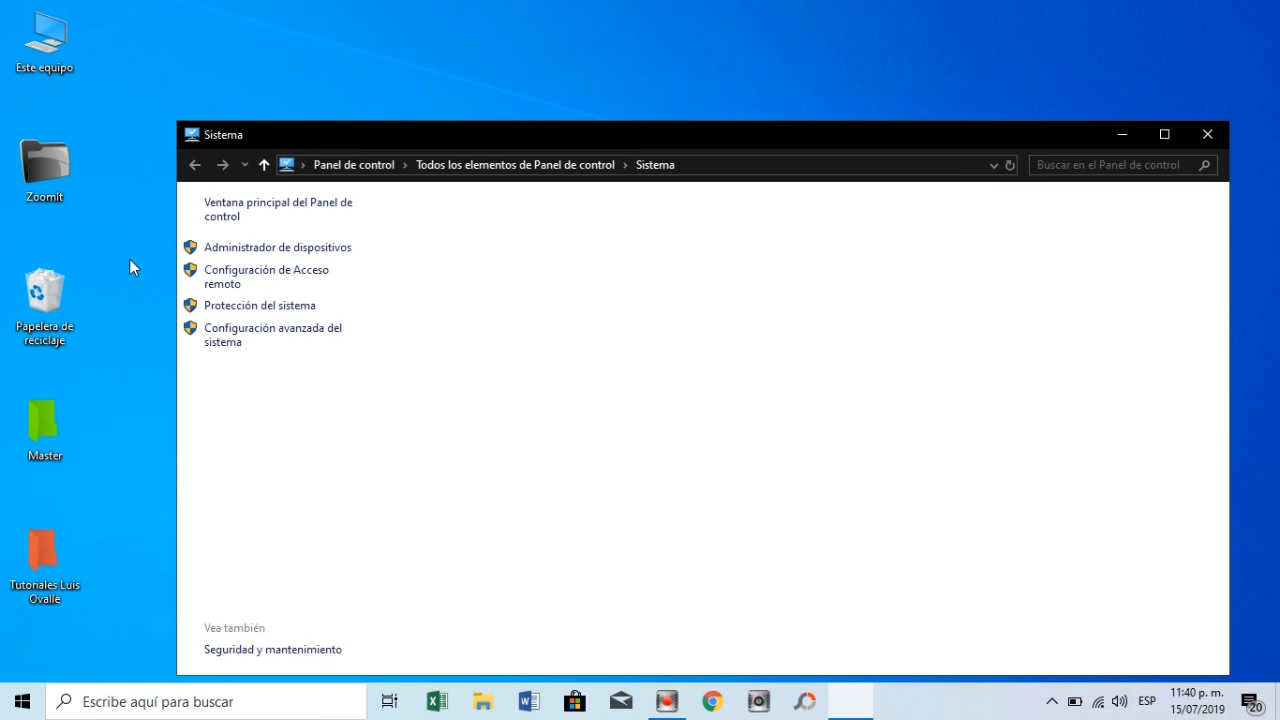 Este equipo
ZoomIt
Papelera de
reciclaje
Master
Tutoriales Luis
Ovalle
Sistema
Panel de control
Todos los elementos de Panel de control
Sistema
Buscar en el Panel de control
Ventana principal del Panel de
control
Administrador de dispositivos
Configuración de Acceso
remoto
Protección del sistema
Configuración avanzada del
sistema
Vea también
Seguridad y mantenimiento
Escribe aquí para buscar
ESP
11:40 p. m.
15/07/2019
20